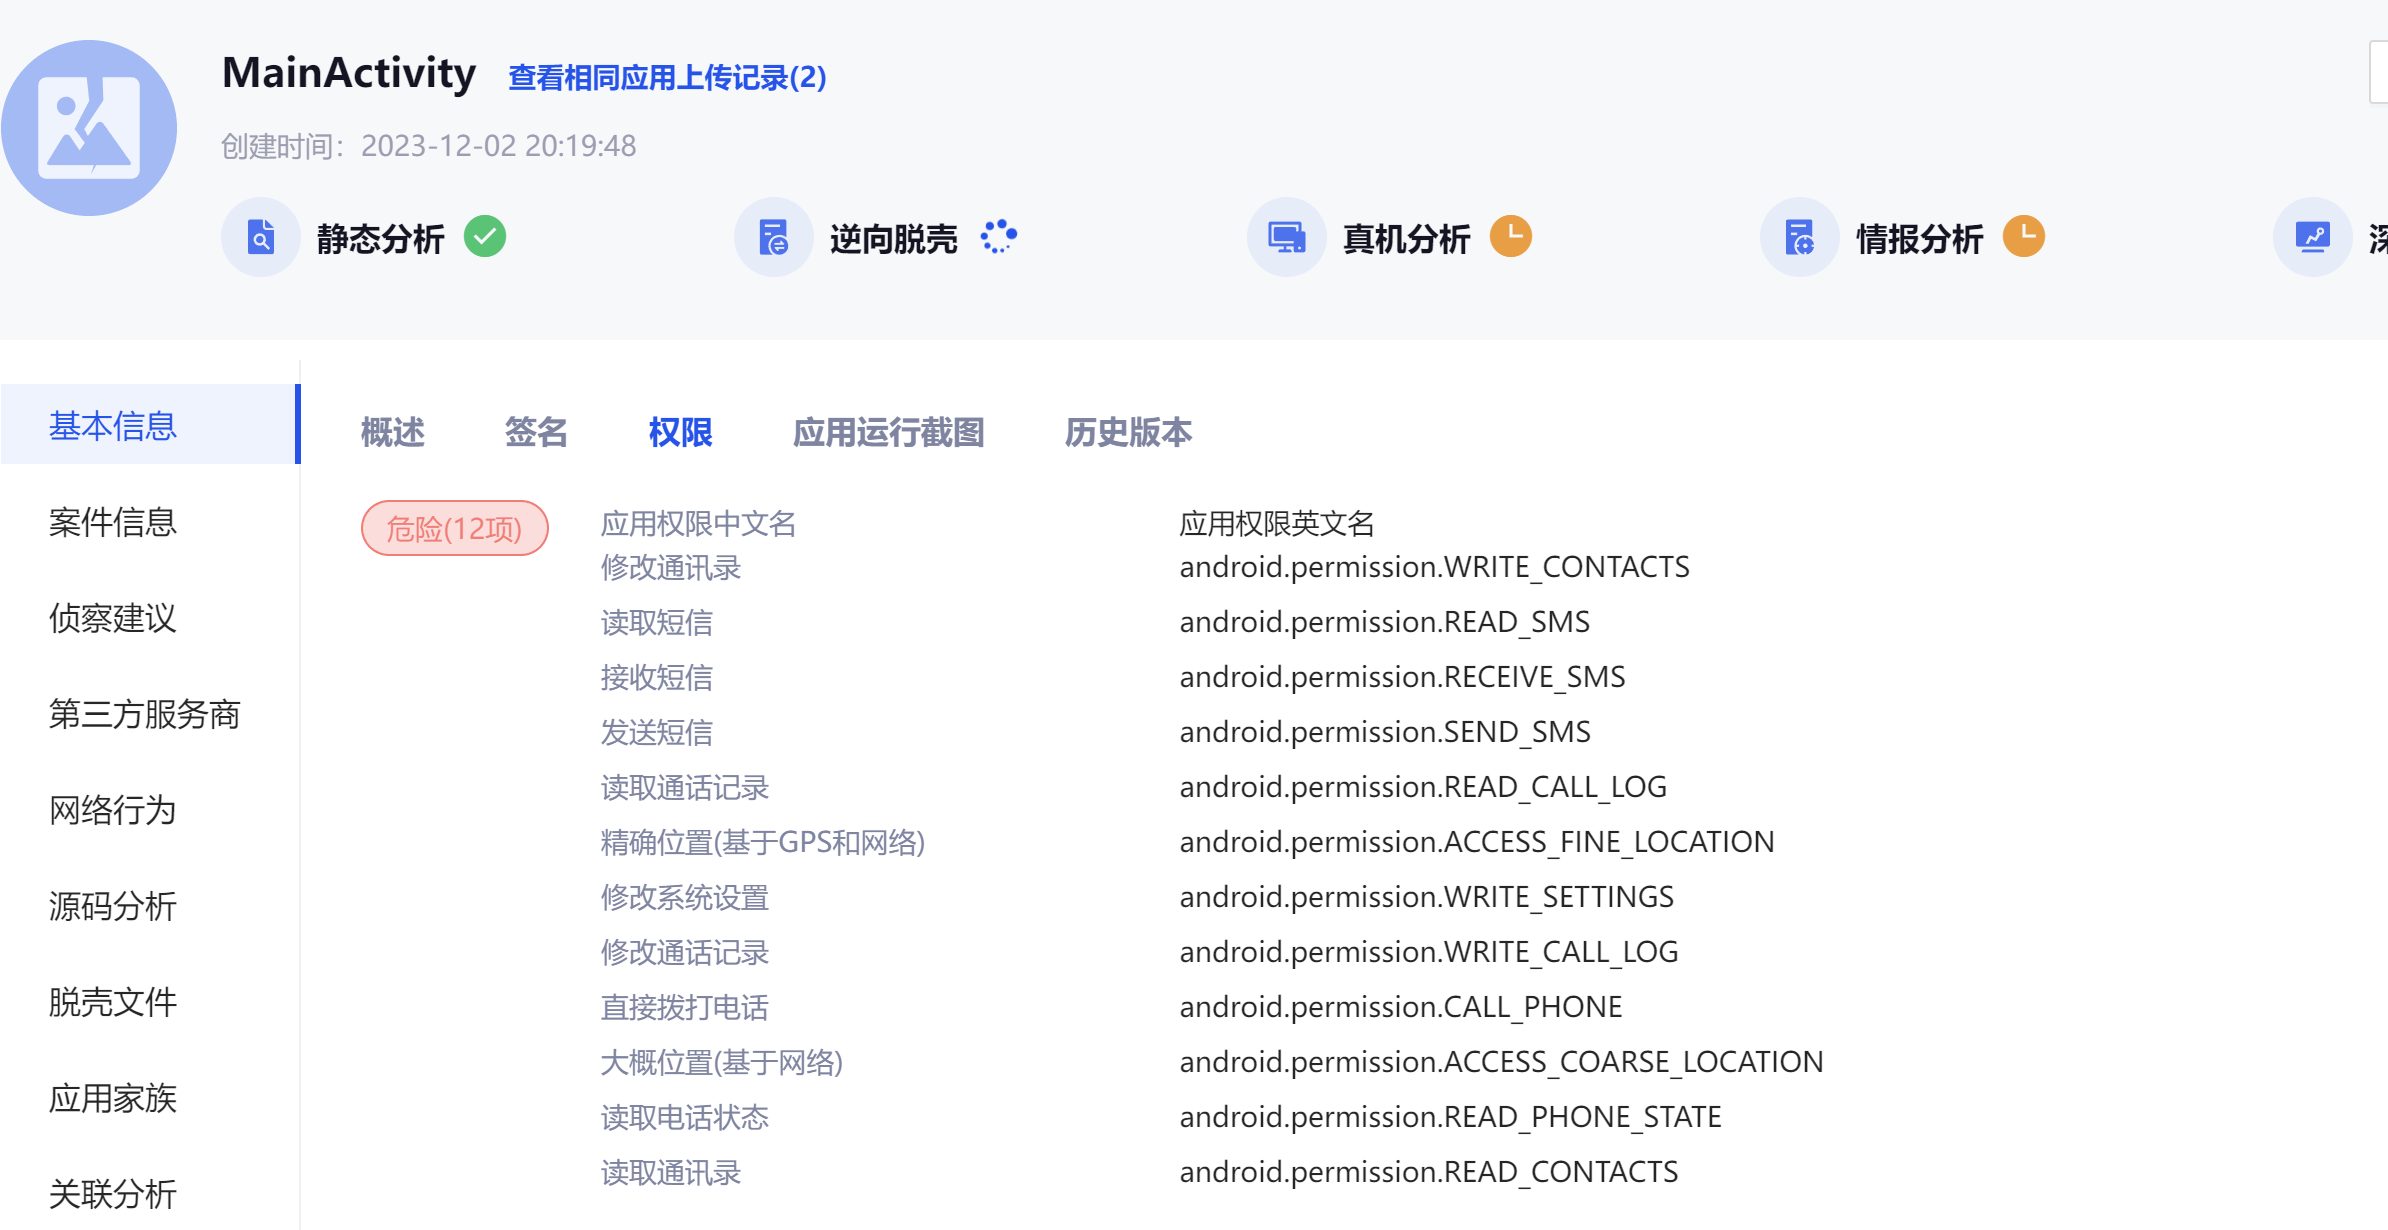 MainActivity 查看相同应用上传记录(2)
创建时间：2023-12-02 20:19:48
静态分析 逆向脱壳 真机分析 情报分析
基本信息
案件信息
侦察建议
第三方服务商
网络行为
源码分析
脱壳文件
应用家族
关联分析
概述 签名 权限 应用运行截图 历史版本
危险(12项) 应用权限中文名 应用权限英文名
修改通讯录 android.permission.WRITE_CONTACTS
读取短信 android.permission.READ_SMS
接收短信 android.permission.RECEIVE_SMS
发送短信 android.permission.SEND_SMS
读取通话记录 android.permission.READ_CALL_LOG
精确位置(基于GPS和网络) android.permission.ACCESS_FINE_LOCATION
修改系统设置 android.permission.WRITE_SETTINGS
修改通话记录 android.permission.WRITE_CALL_LOG
直接拨打电话 android.permission.CALL_PHONE
大概位置(基于网络) android.permission.ACCESS_COARSE_LOCATION
读取电话状态 android.permission.READ_PHONE_STATE
读取通讯录 android.permission.READ_CONTACTS